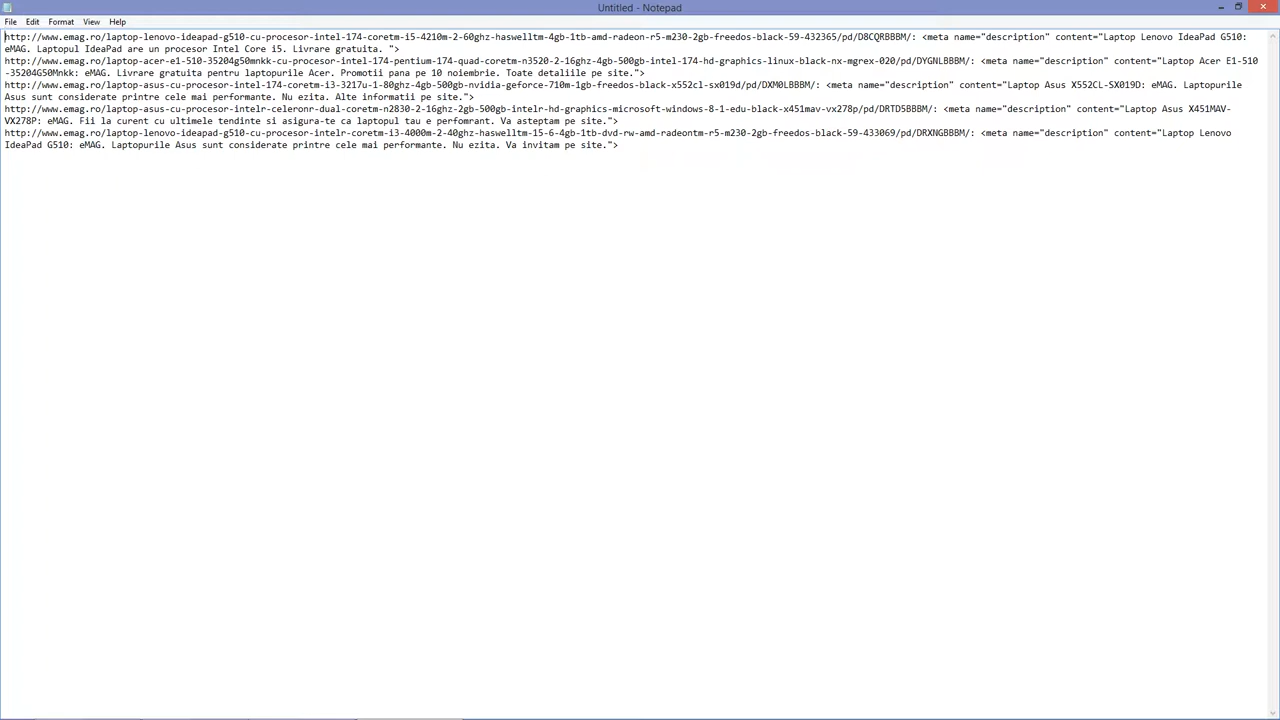 Untitled - Notepad
File Edit Format View Help
http://www.emag.ro/laptop-lenovo-ideapad-g510-cu-procesor-intel-174-coretm-i5-4210m-2-60ghz-haswelltm-4gb-1tb-amd-radeon-r5-m230-2gb-freedos-black-59-432365/pd/D8CQRBBBM/: <meta name="description" content="Laptop Lenovo IdeaPad G510:
eMAG. Laptopul IdeaPad are un procesor Intel Core i5. Livrare gratuita. ">
http://www.emag.ro/laptop-acer-e1-510-35204g50mnkk-cu-procesor-intel-174-pentium-174-quad-coretm-n3520-2-16ghz-4gb-500gb-intel-174-hd-graphics-linux-black-nx-mgrex-020/pd/DYGNLBBBM/: <meta name="description" content="Laptop Acer E1-510
-35204G50Mnkk: eMAG. Livrare gratuita pentru laptopurile Acer. Promotii pana pe 10 noiembrie. Toate detaliile pe site.">
http://www.emag.ro/laptop-asus-cu-procesor-intel-174-coretm-i3-3217u-1-80ghz-4gb-500gb-nvidia-geforce-710m-1gb-freedos-black-x552cl-sx019d/pd/DXM0LBBBM/: <meta name="description" content="Laptop Asus X552CL-SX019D: eMAG. Laptopurile
Asus sunt considerate printre cele mai performante. Nu ezita. Alte informatii pe site.">
http://www.emag.ro/laptop-asus-cu-procesor-intelr-celeronr-dual-coretm-n2830-2-16ghz-2gb-500gb-intelr-hd-graphics-microsoft-windows-8-1-edu-black-x451mav-vx278p/pd/DRTD5BBBM/: <meta name="description" content="Laptop Asus X451MAV-
VX278P: eMAG. Fii la curent cu ultimele tendinte si asigura-te ca laptopul tau e perfomrant. Va asteptam pe site.">
http://www.emag.ro/laptop-lenovo-ideapad-g510-cu-procesor-intelr-coretm-i3-4000m-2-40ghz-haswelltm-15-6-4gb-1tb-dvd-rw-amd-radeontm-r5-m230-2gb-freedos-black-59-433069/pd/DRXNGBBBM/: <meta name="description" content="Laptop Lenovo
IdeaPad G510: eMAG. Laptopurile Asus sunt considerate printre cele mai performante. Nu ezita. Va invitam pe site.">